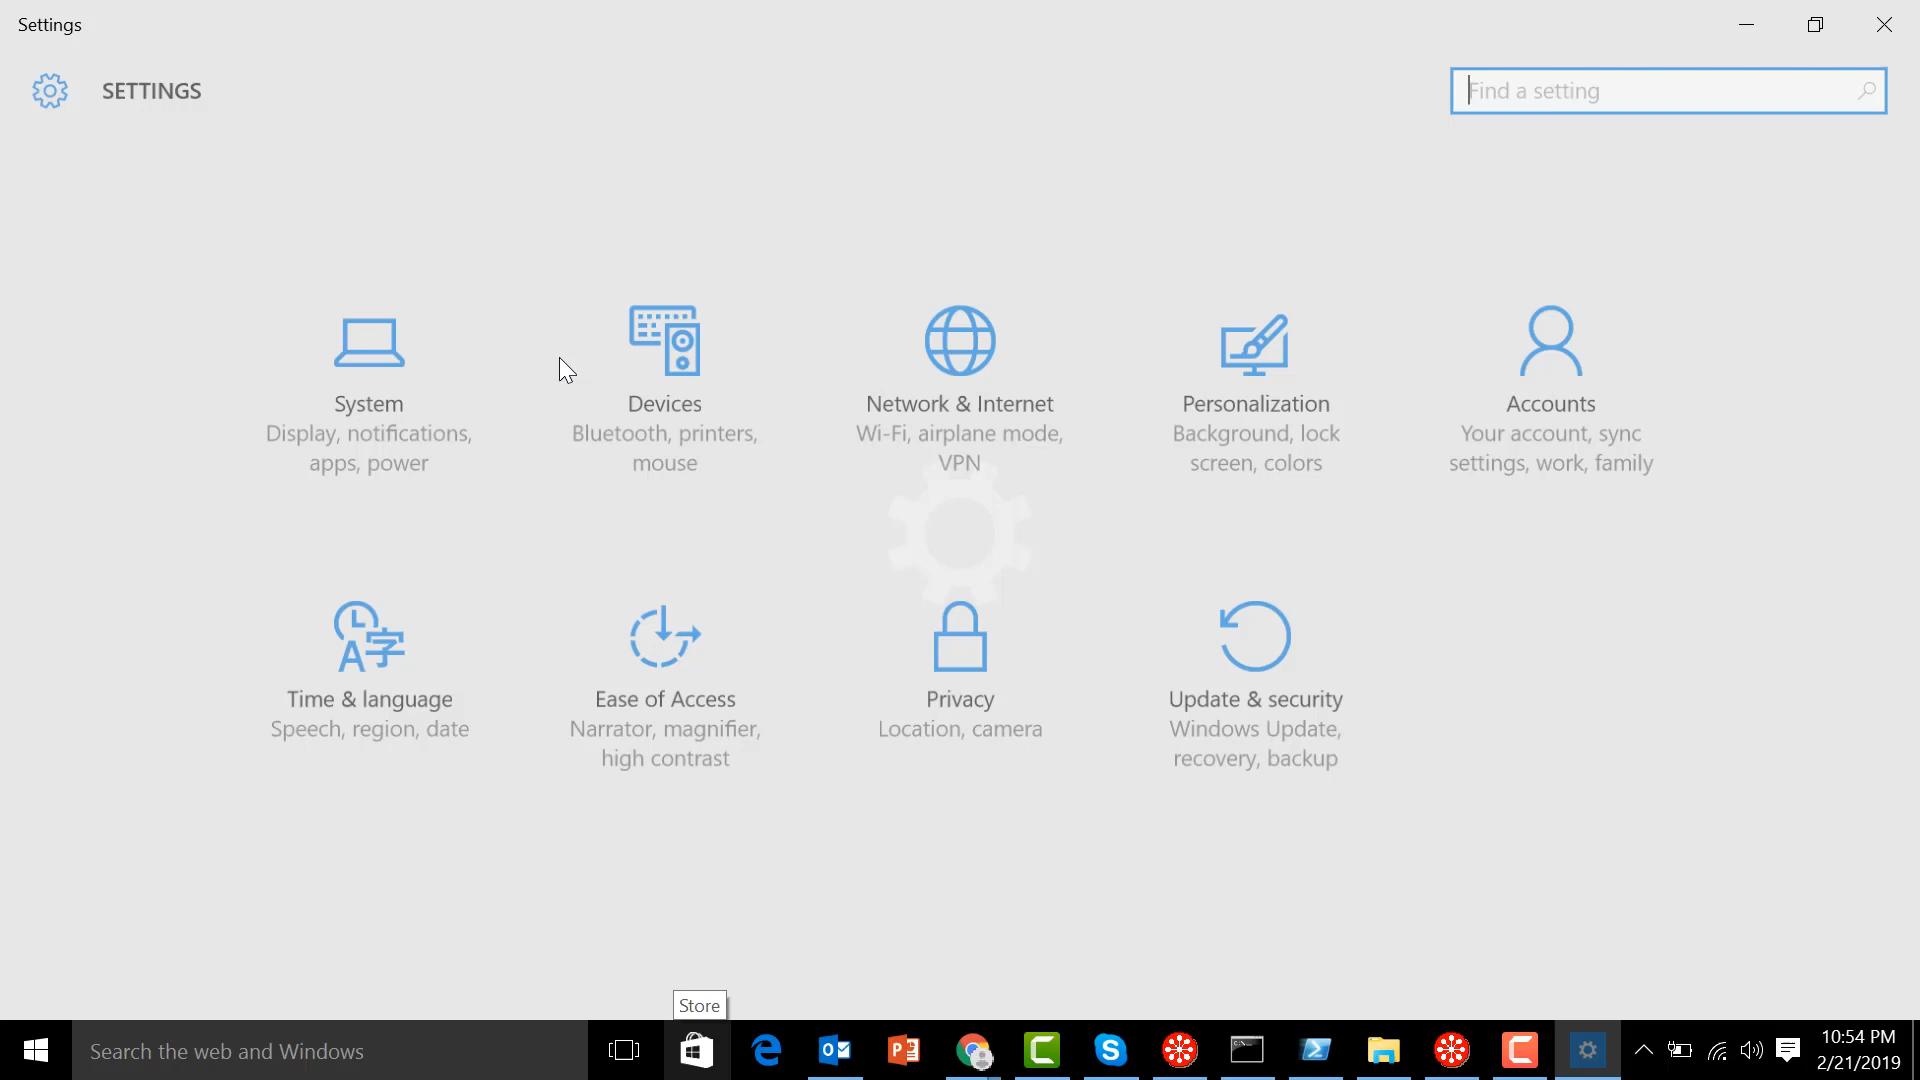 Settings
SETTINGS
Find a setting
System
Display, notifications,
apps, power
Devices
Bluetooth, printers,
mouse
Network & Internet
Wi-Fi, airplane mode,
VPN
Personalization
Background, lock
screen, colors
Accounts
Your account, sync
settings, work, family
Time & language
Speech, region, date
Ease of Access
Narrator, magnifier,
high contrast
Privacy
Location, camera
Update & security
Windows Update,
recovery, backup
Store
Search the web and Windows
10:54 PM
2/21/2019